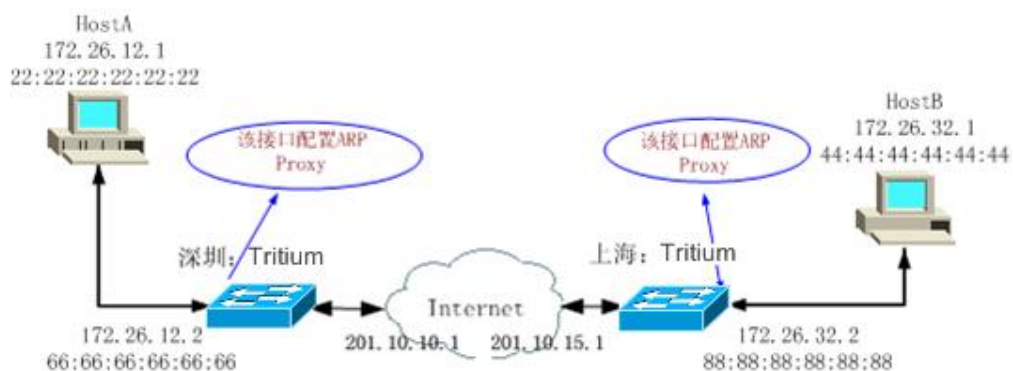 HostA
172.26.12.1
22:22:22:22:22:22
该接口配置ARP
Proxy
该接口配置ARP
Proxy
HostB
172.26.32.1
44:44:44:44:44:44
深圳：Tritium
上海：Tritium
Internet
172.26.12.2
66:66:66:66:66:66
201.10.10.1
201.10.15.1
172.26.32.2
88:88:88:88:88:88